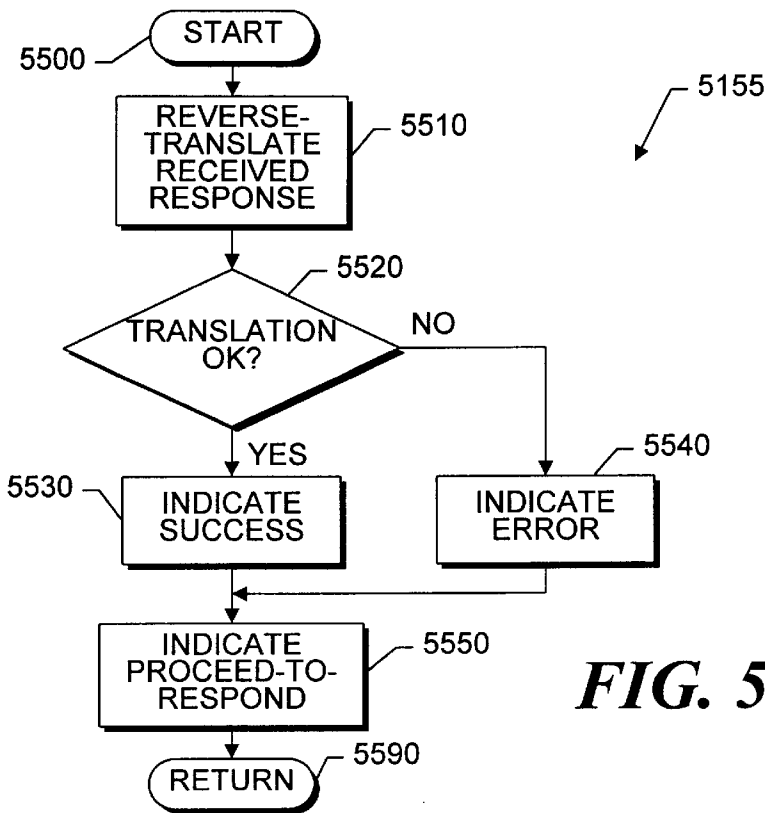 START
5500
5155
REVERSE-
TRANSLATE
RECEIVED
RESPONSE
5510
5520
TRANSLATION
OK?
NO
YES
5530
INDICATE
SUCCESS
5540
INDICATE
ERROR
INDICATE
PROCEED-TO-
RESPOND
5550
FIG. 5
RETURN
5590